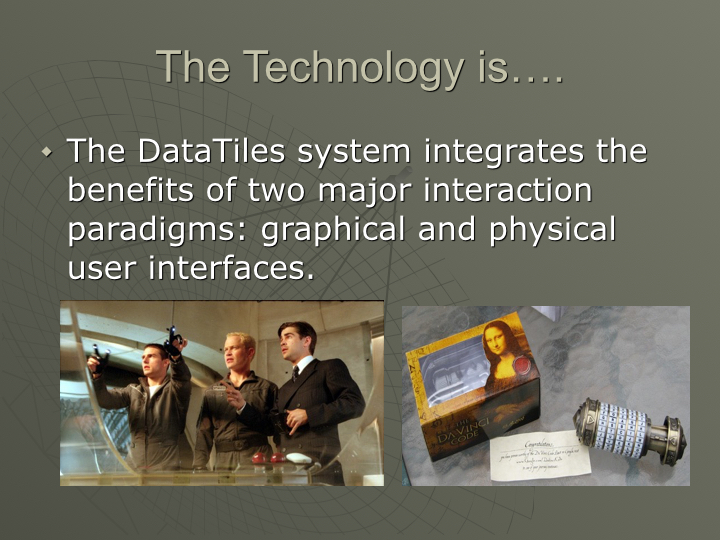 The Technology is….
The DataTiles system integrates the
benefits of two major interaction
paradigms: graphical and physical
user interfaces.
THE
DA VINCI
CODE
Congratulations